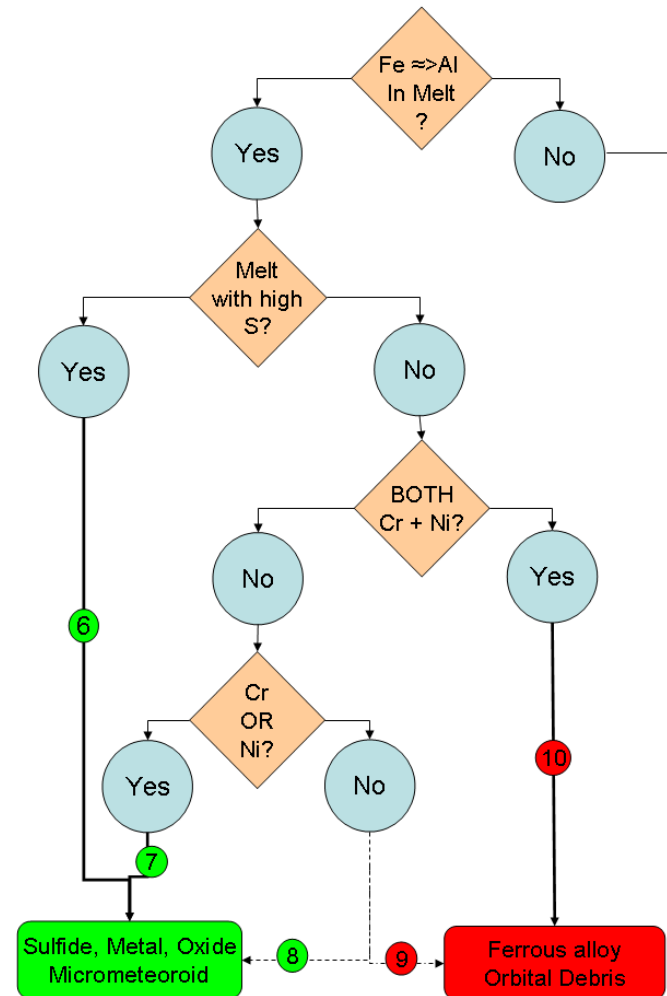 Fe ≈>Al
In Melt
?
Yes
No
Melt
with high
S?
Yes
No
BOTH
Cr + Ni?
No
Yes
6
Cr
OR
Ni?
Yes
No
10
7
8
9
Sulfide, Metal, Oxide
Micrometeoroid
Ferrous alloy
Orbital Debris